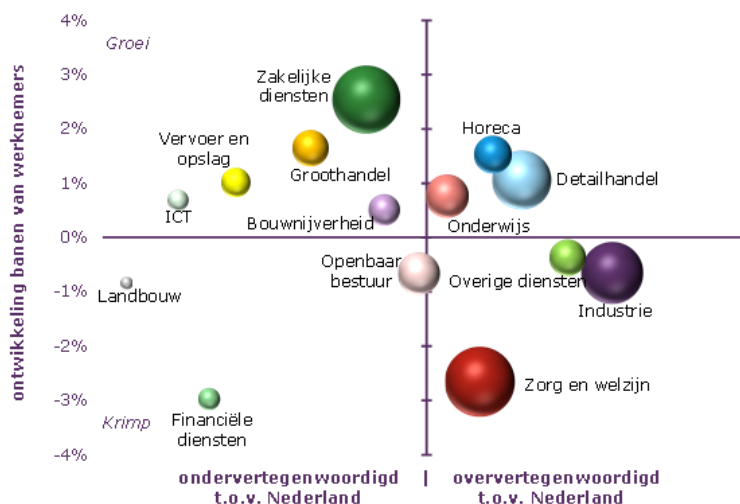 4%
Groei
3%
Zakelijke
diensten
2%
Vervoer en
opslag
Horeca
Groothandel
Detailhandel
1%
ICT
Bouwnijverheid
Onderwijs
0%
Openbaar
bestuur
Overige diensten
-1%
Landbouw
Industrie
-2%
Zorg en welzijn
-3%
Krimp
Financiële
diensten
-4%
ontwikkeling banen van werknemers
ondervertegenwoordigd | oververtegenwoordigd
t.o.v. Nederland t.o.v. Nederland